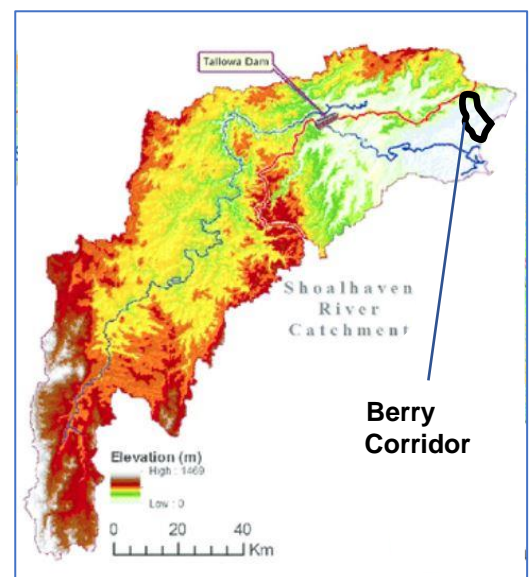 Tallowa Dam
Shoalhaven
River
Catchment
Berry
Corridor
Elevation (m)
High : 1469
Low : 0
0 20 40
Km